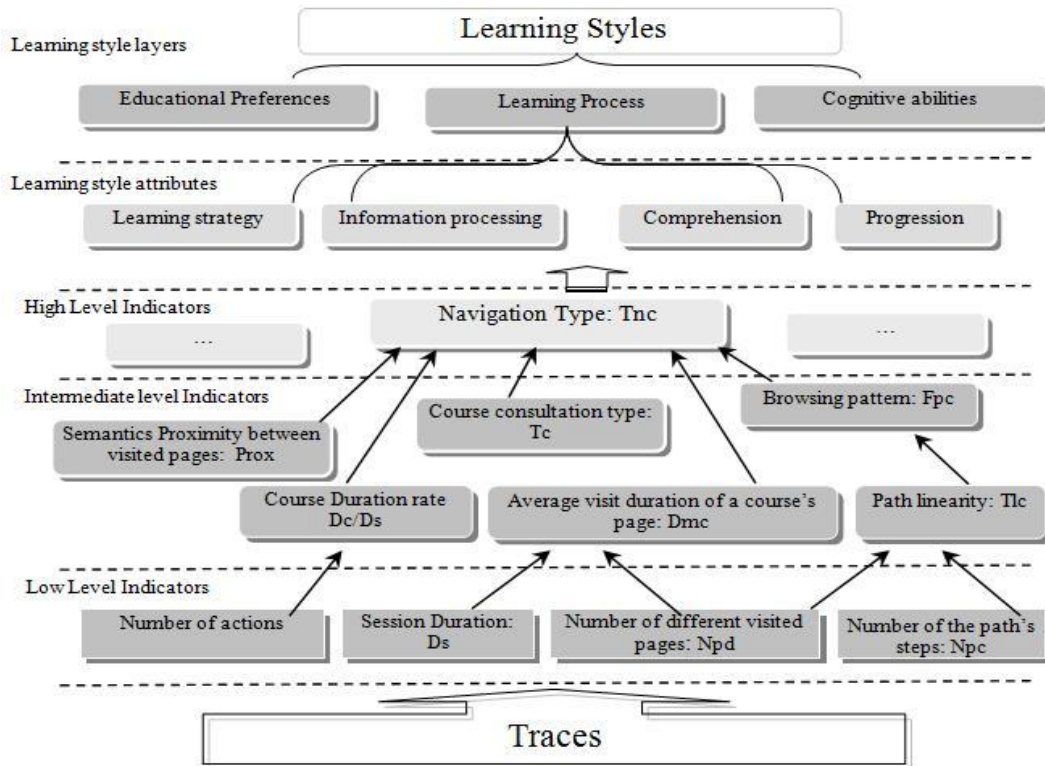 Learning Styles
Learning style layers
Educational Preferences
Learning Process
Cognitive abilities
Learning style attributes
Learning strategy
Information processing
Comprehension
Progression
High Level Indicators
Navigation Type: Tnc
...
...
Intermediate level Indicators
Semantics Proximity between
visited pages: Prox
Course consultation type:
Tc
Browsing pattern: Fpc
Course Duration rate
Dc/Ds
Average visit duration of a course's
page: Dmc
Path linearity: Tlc
Low Level Indicators
Number of actions
Session Duration:
Ds
Number of different visited
pages: Npd
Number of the path's
steps: Npc
Traces